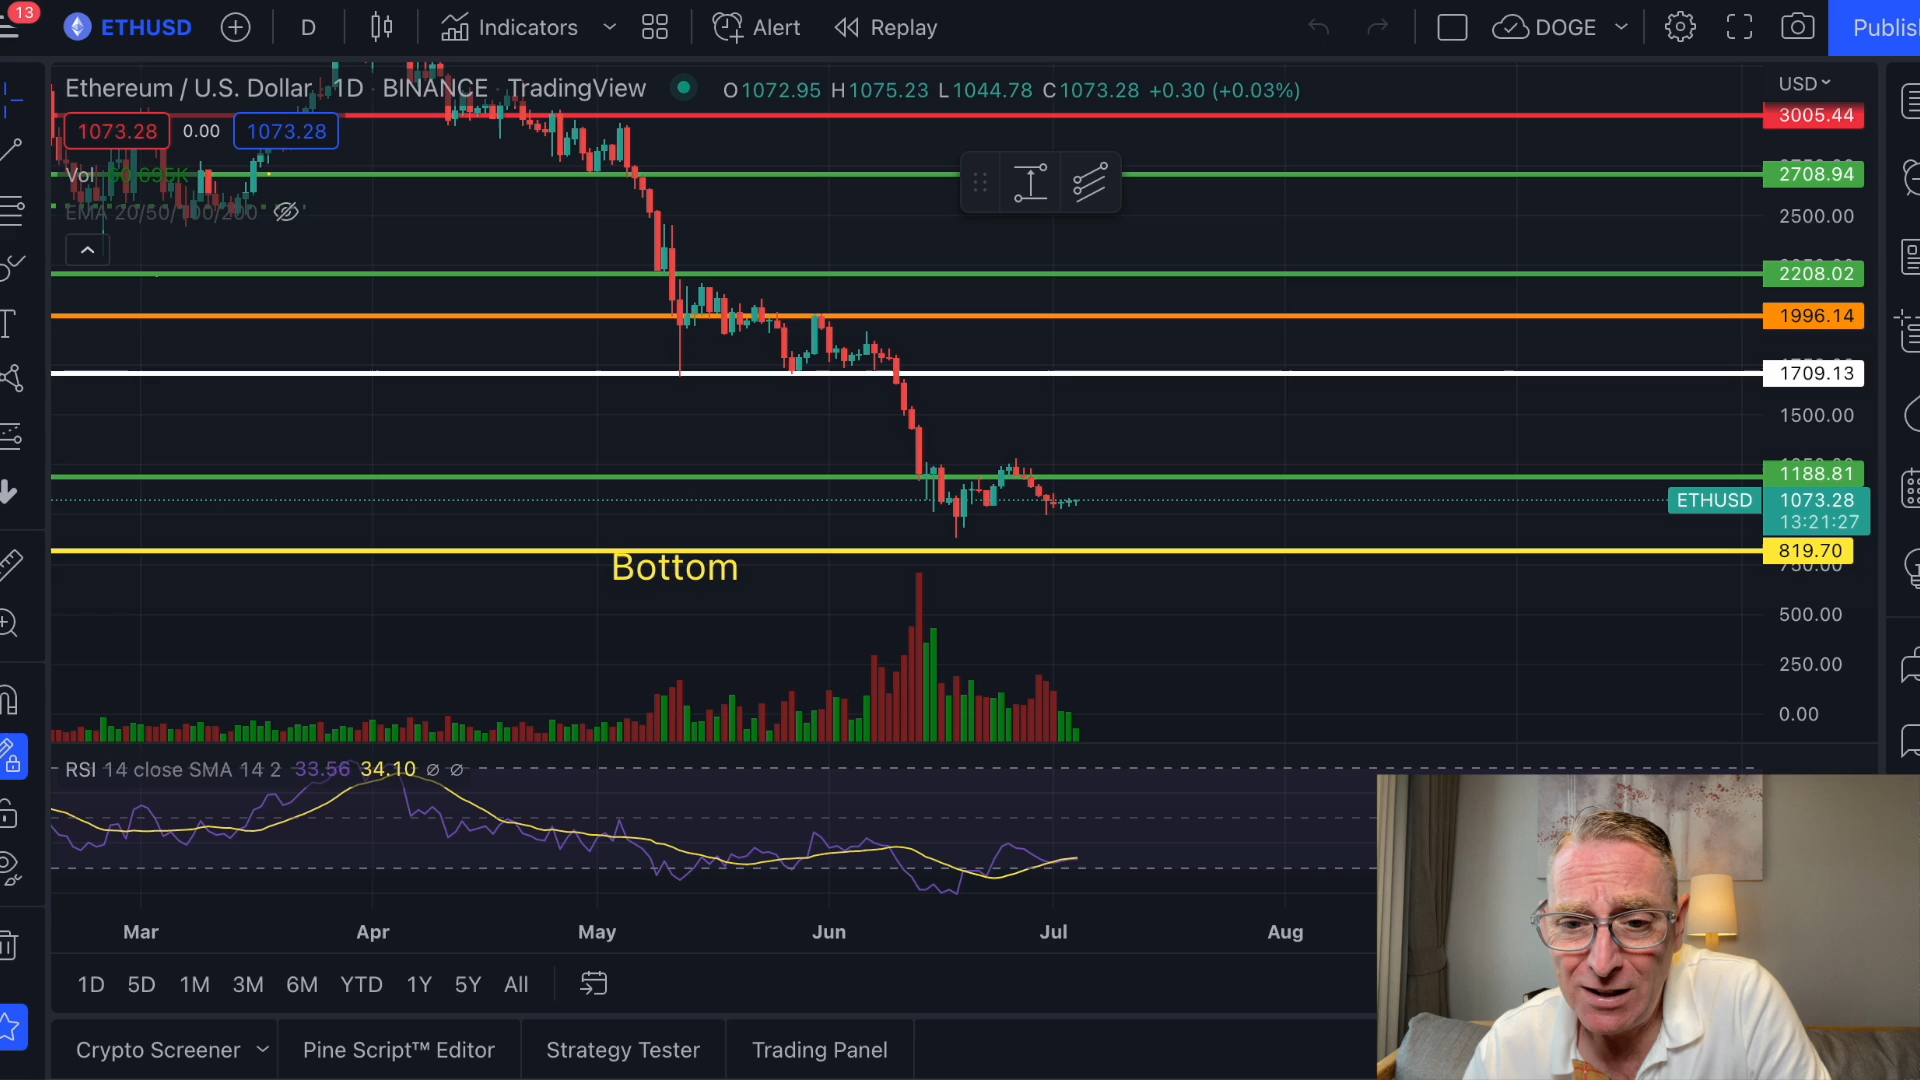 13
ETHUSD
D
Indicators
Alert
Replay
DOGE
Publis
Ethereum / U.S. Dollar 1D BINANCE TradingView
O1072.95 H1075.23 L1044.78 C1073.28 +0.30 (+0.03%)
USD
3005.44
1073.28
0.00
1073.28
Vol
2708.94
EMA 20/50/100/200
2500.00
2208.02
1996.14
1709.13
1500.00
1188.81
ETHUSD
1073.28
13:21:27
819.70
Bottom
500.00
250.00
0.00
RSI 14 close SMA 14 2 33.56 34.10 ∅ ∅
Mar Apr May Jun Jul Aug
1D 5D 1M 3M 6M YTD 1Y 5Y All
Crypto Screener
Pine Script™ Editor
Strategy Tester
Trading Panel